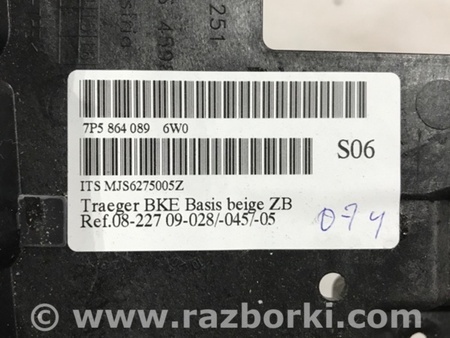 251
7P5 864 089 6W0
S06
ITS MJS6275005Z
Traeger BKE Basis beige ZB
Ref.08-227 09-028/-045/-05
074
© www.razborki.com